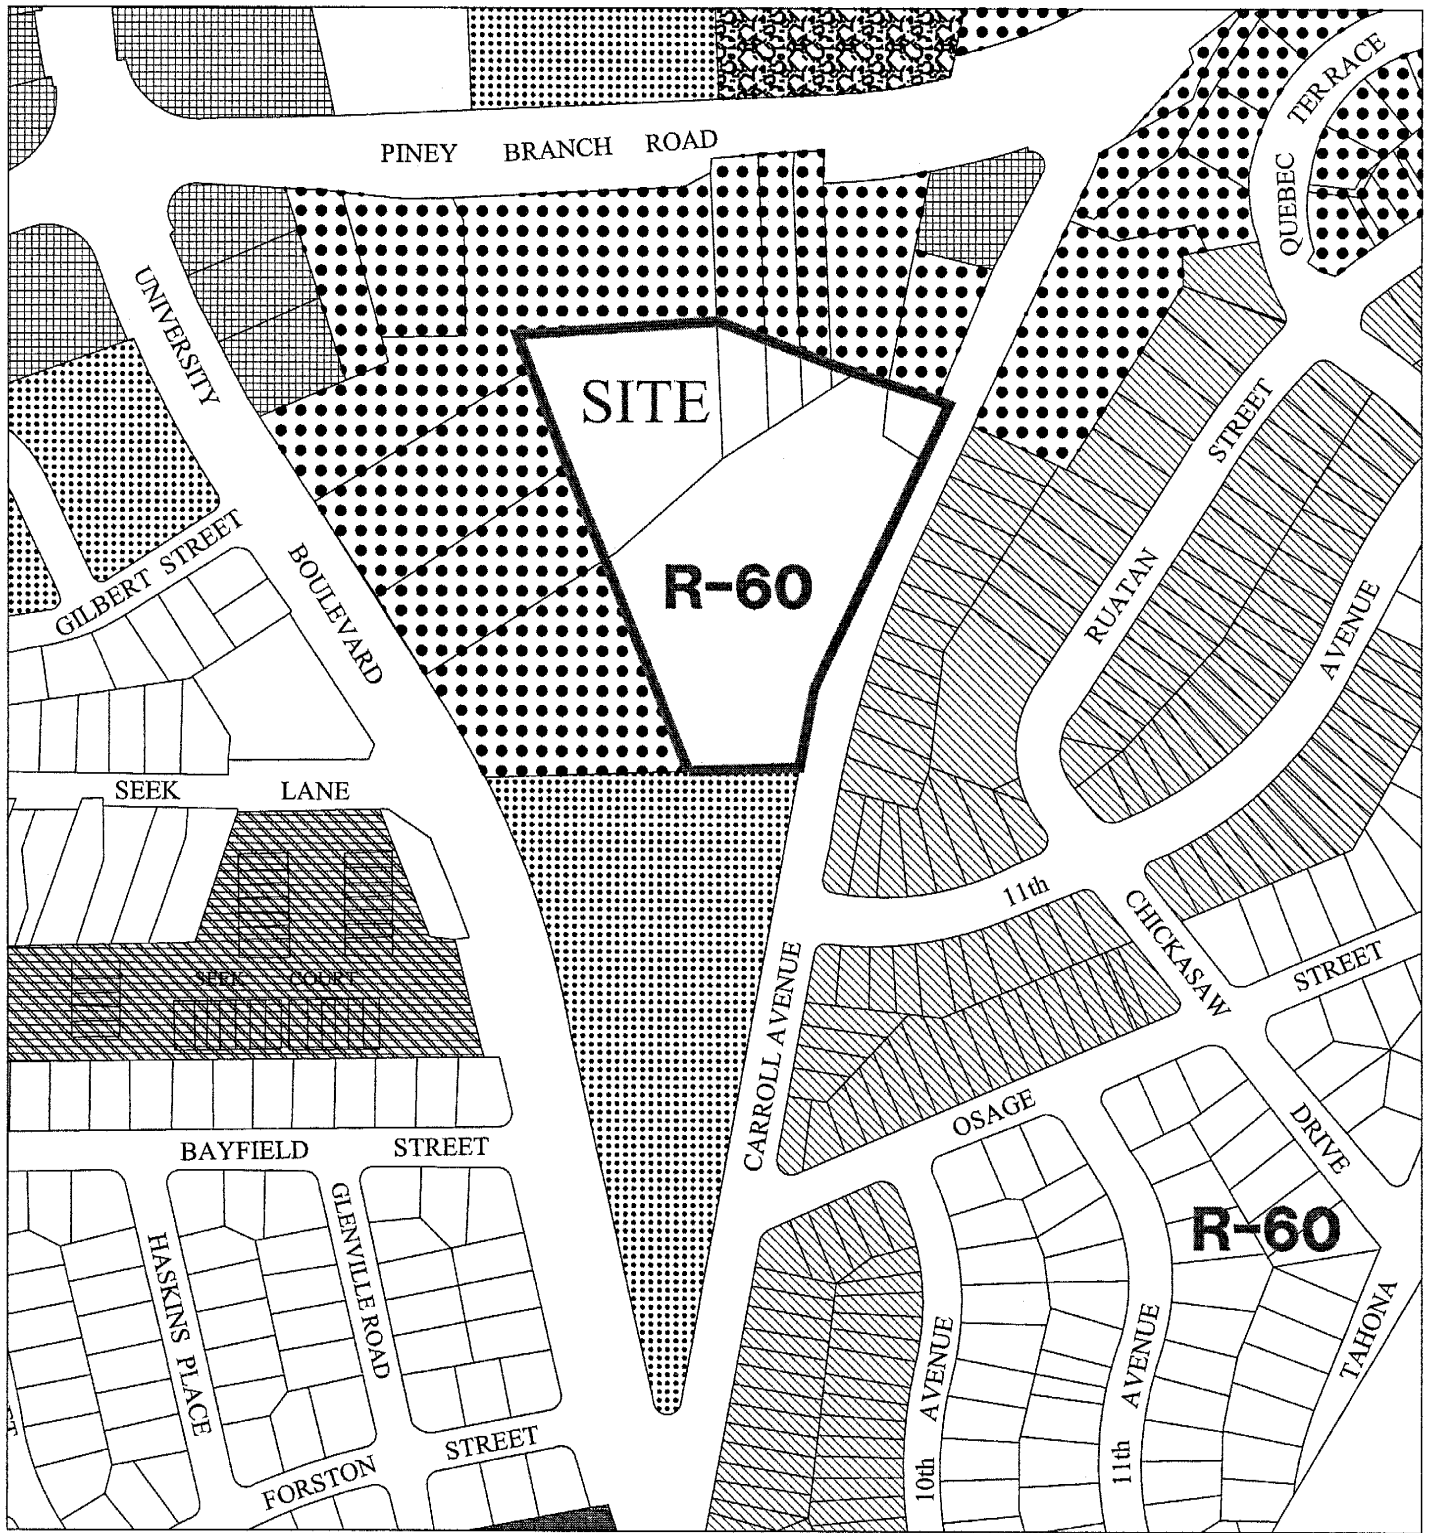 PINEY BRANCH ROAD
QUEBEC TERRACE
UNIVERSITY
BOULEVARD
SITE
R-60
GILBERT STREET
RUATAN STREET
AVENUE
SEEK LANE
11th
CHICKASAW
DRIVE
STREET
SEEK COURT
CARROLL AVENUE
OSAGE
BAYFIELD STREET
R-60
HASKINS PLACE
GLENVILLE ROAD
TAHONA
10th AVENUE
11th AVENUE
FORSTON STREET